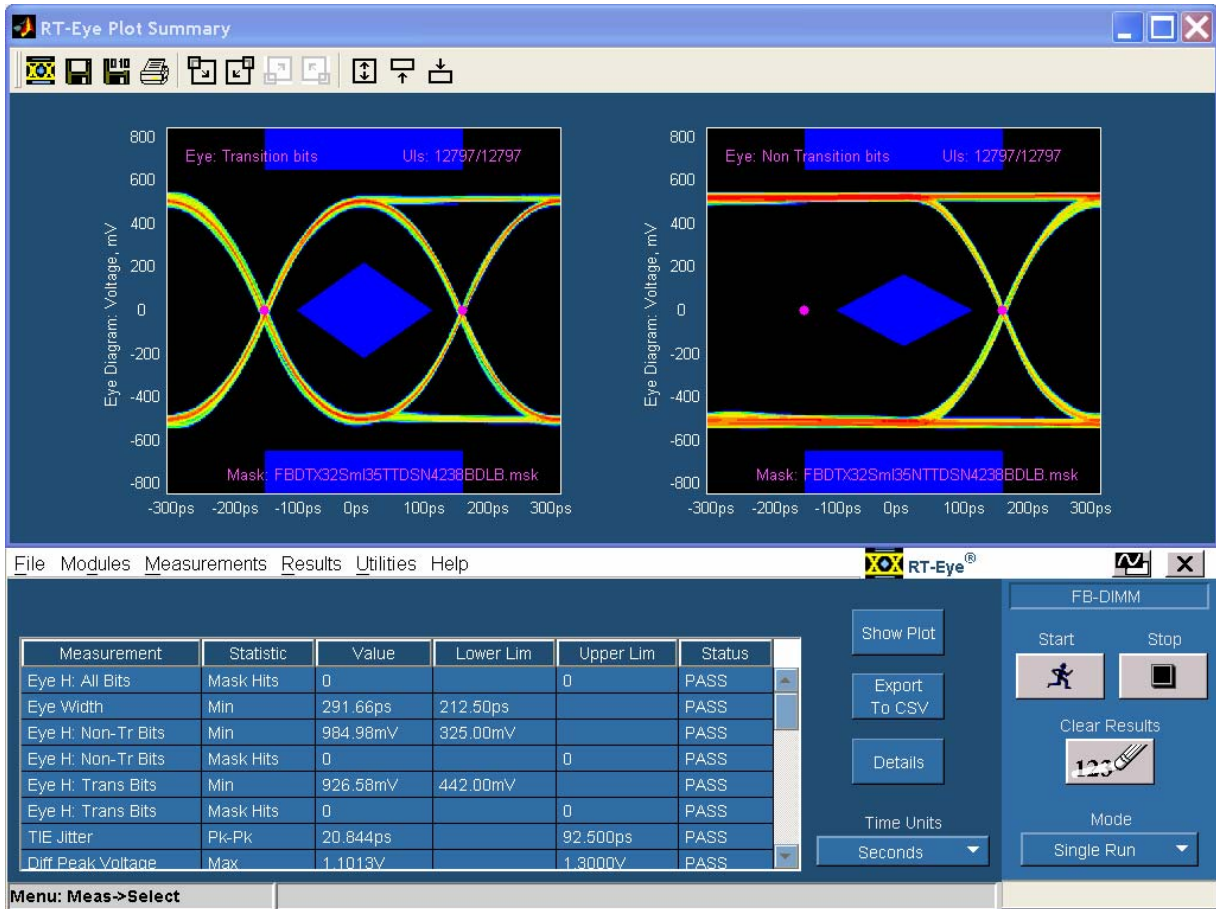 RT-Eye Plot Summary
Eye: Transition bits UIs: 12797/12797
Mask: FBDTX32Sml35TTDSN4238BDLB.msk
Eye Diagram: Voltage, mV
800
600
400
200
0
-200
-400
-600
-800
-300ps -200ps -100ps 0ps 100ps 200ps 300ps
Eye: Non Transition bits UIs: 12797/12797
Mask: FBDTX32Sml35NTTDSN4238BDLB.msk
Eye Diagram: Voltage, mV
800
600
400
200
0
-200
-400
-600
-800
-300ps -200ps -100ps 0ps 100ps 200ps 300ps
File Modules Measurements Results Utilities Help
RT-Eye®
Measurement Statistic Value Lower Lim Upper Lim Status
Eye H: All Bits Mask Hits 0 0 PASS
Eye Width Min 291.66ps 212.50ps PASS
Eye H: Non-Tr Bits Min 984.98mV 325.00mV PASS
Eye H: Non-Tr Bits Mask Hits 0 0 PASS
Eye H: Trans Bits Min 926.58mV 442.00mV PASS
Eye H: Trans Bits Mask Hits 0 0 PASS
TIE Jitter Pk-Pk 20.844ps 92.500ps PASS
Diff Peak Voltage Max 1.1013V 1.3000V PASS
Show Plot
Export
To CSV
Details
Time Units
Seconds
FB-DIMM
Start Stop
Clear Results
123
Mode
Single Run
Menu: Meas->Select